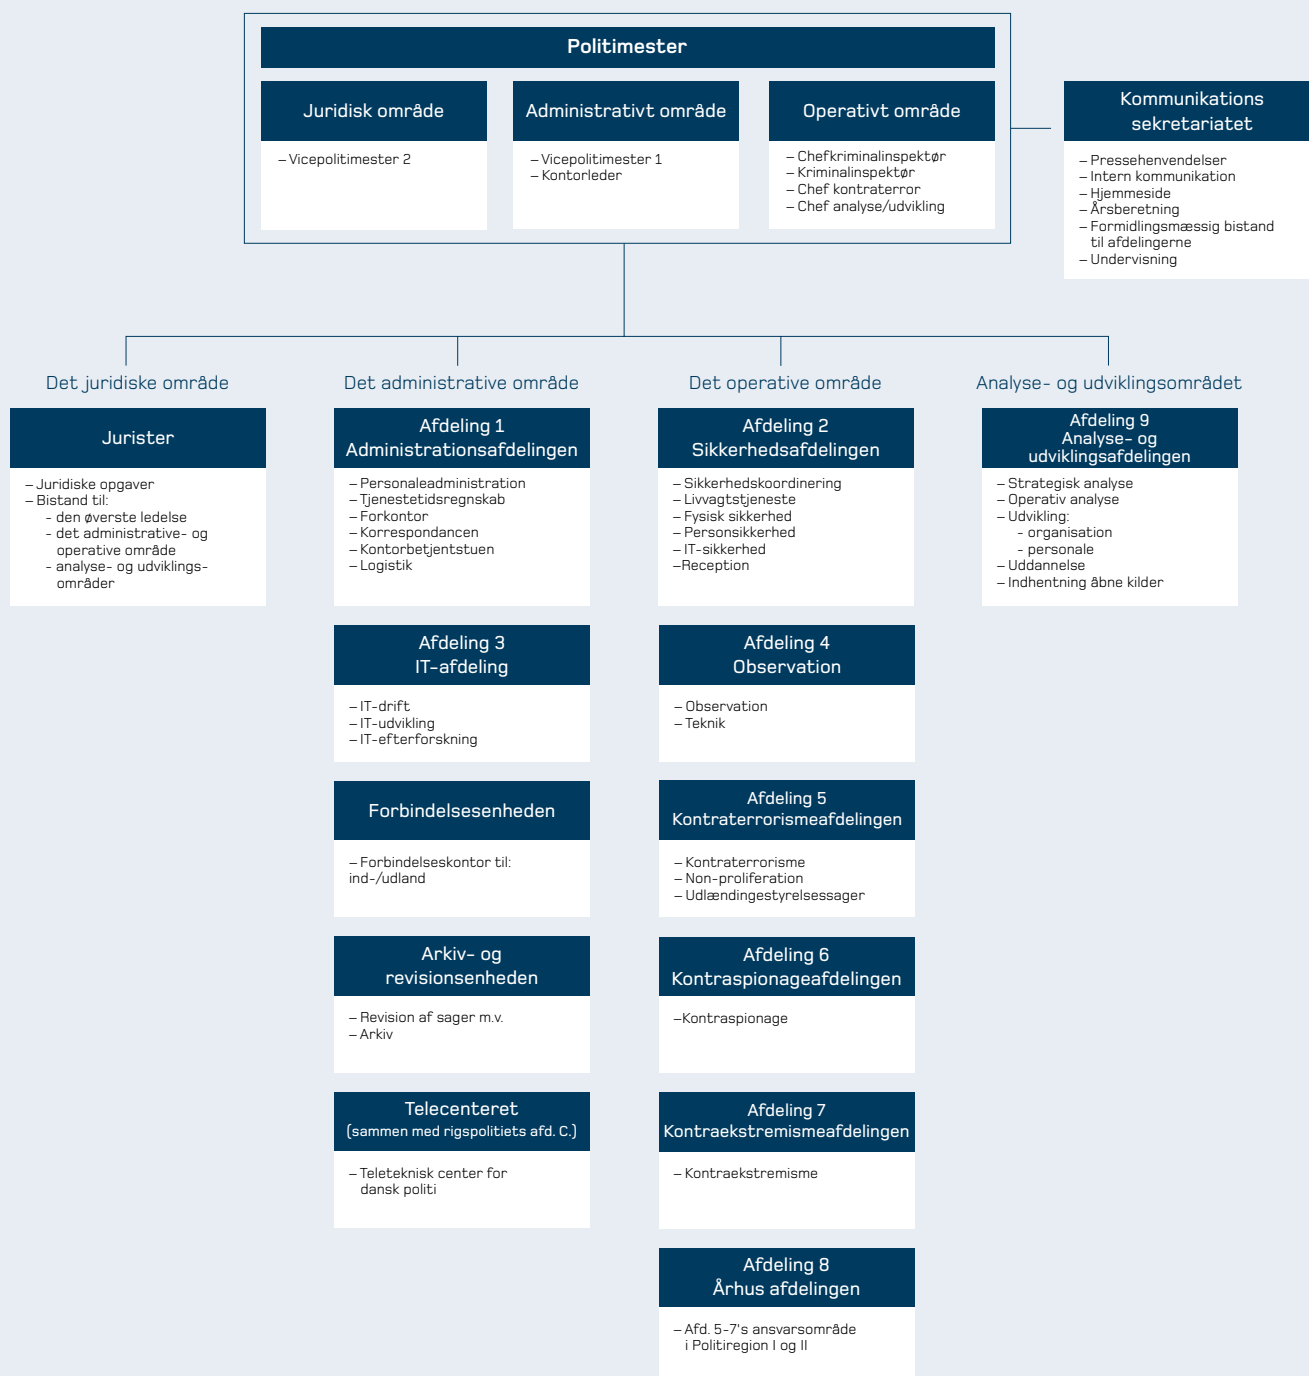 Politimester
Juridisk område
– Vicepolitimester 2
Administrativt område
– Vicepolitimester 1
– Kontorleder
Operativt område
– Chefkriminalinspektør
– Kriminalinspektør
– Chef kontraterror
– Chef analyse/udvikling
Kommunikations
sekretariatet
– Pressehenvendelser
– Intern kommunikation
– Hjemmeside
– Årsberetning
– Formidlingsmæssig bistand
til afdelingerne
– Undervisning
Det juridiske område
Jurister
– Juridiske opgaver
– Bistand til:
- den øverste ledelse
- det administrative- og
operative område
- analyse- og udviklings-
områder
Det administrative område
Afdeling 1
Administrationsafdelingen
– Personaleadministration
– Tjenestetidsregnskab
– Forkontor
– Korrespondancen
– Kontorbetjentstuen
– Logistik
Afdeling 3
IT-afdeling
– IT-drift
– IT-udvikling
– IT-efterforskning
Forbindelsesenheden
– Forbindelseskontor til:
ind-/udland
Arkiv- og
revisionsenheden
– Revision af sager m.v.
– Arkiv
Telecenteret
(sammen med rigspolitiets afd. C.)
– Teleteknisk center for
dansk politi
Det operative område
Afdeling 2
Sikkerhedsafdelingen
– Sikkerhedskoordinering
– Livvagtstjeneste
– Fysisk sikkerhed
– Personsikkerhed
– IT-sikkerhed
–Reception
Afdeling 4
Observation
– Observation
– Teknik
Afdeling 5
Kontraterrorismeafdelingen
– Kontraterrorisme
– Non-proliferation
– Udlændingestyrelsessager
Afdeling 6
Kontraspionageafdelingen
–Kontraspionage
Afdeling 7
Kontraekstremismeafdelingen
– Kontraekstremisme
Afdeling 8
Århus afdelingen
– Afd. 5-7's ansvarsområde
i Politiregion I og II
Analyse- og udviklingsområdet
Afdeling 9
Analyse- og
udviklingsafdelingen
– Strategisk analyse
– Operativ analyse
– Udvikling:
- organisation
- personale
– Uddannelse
– Indhentning åbne kilder